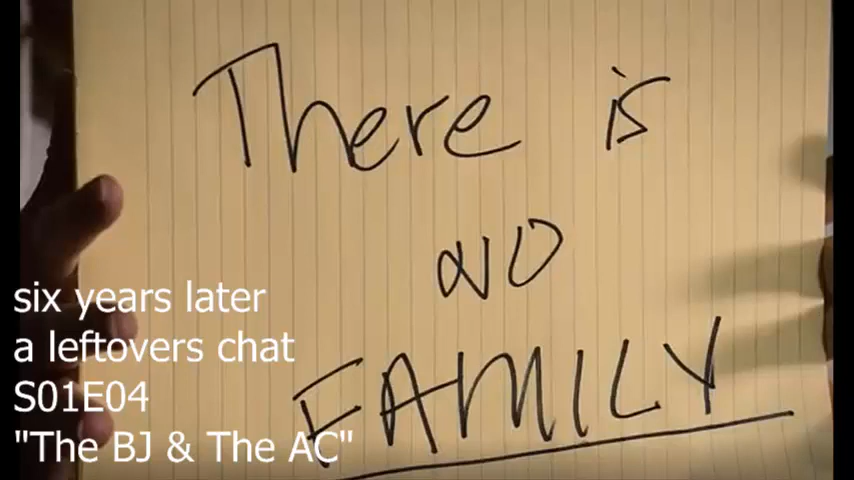 There is
NO
FAMILY
six years later
a leftovers chat
S01E04
"The BJ & The AC"